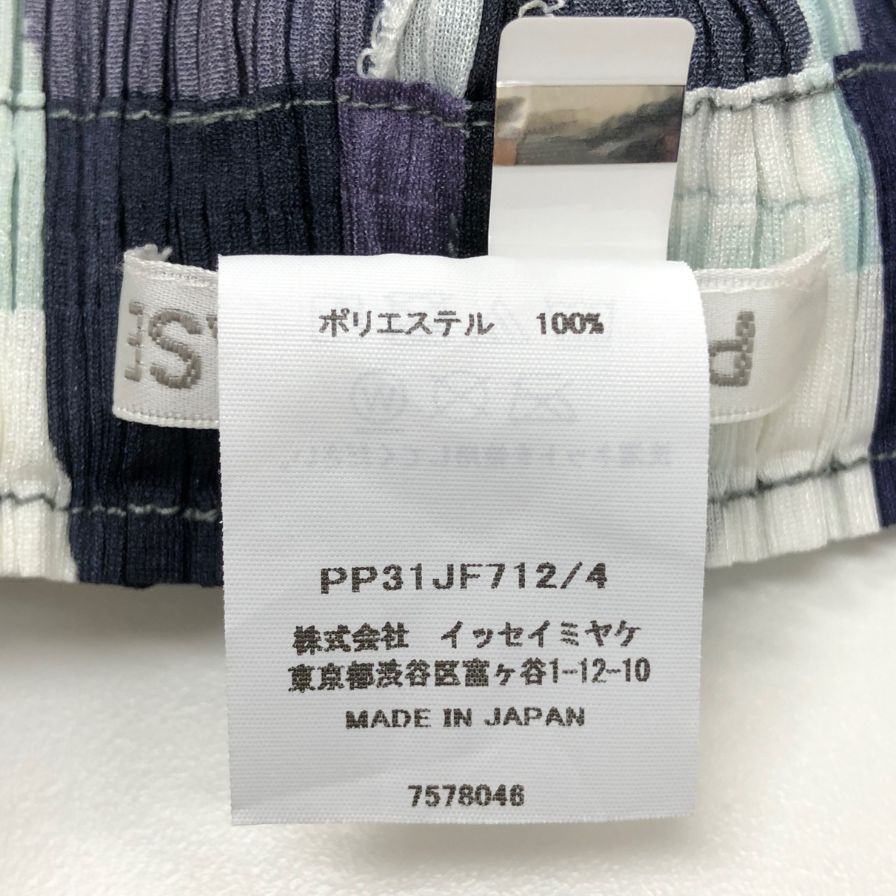 ポリエステル 100%
PP31JF712/4
株式会社 イッセイミヤケ
東京都渋谷区富ヶ谷1-12-10
MADE IN JAPAN
7578046